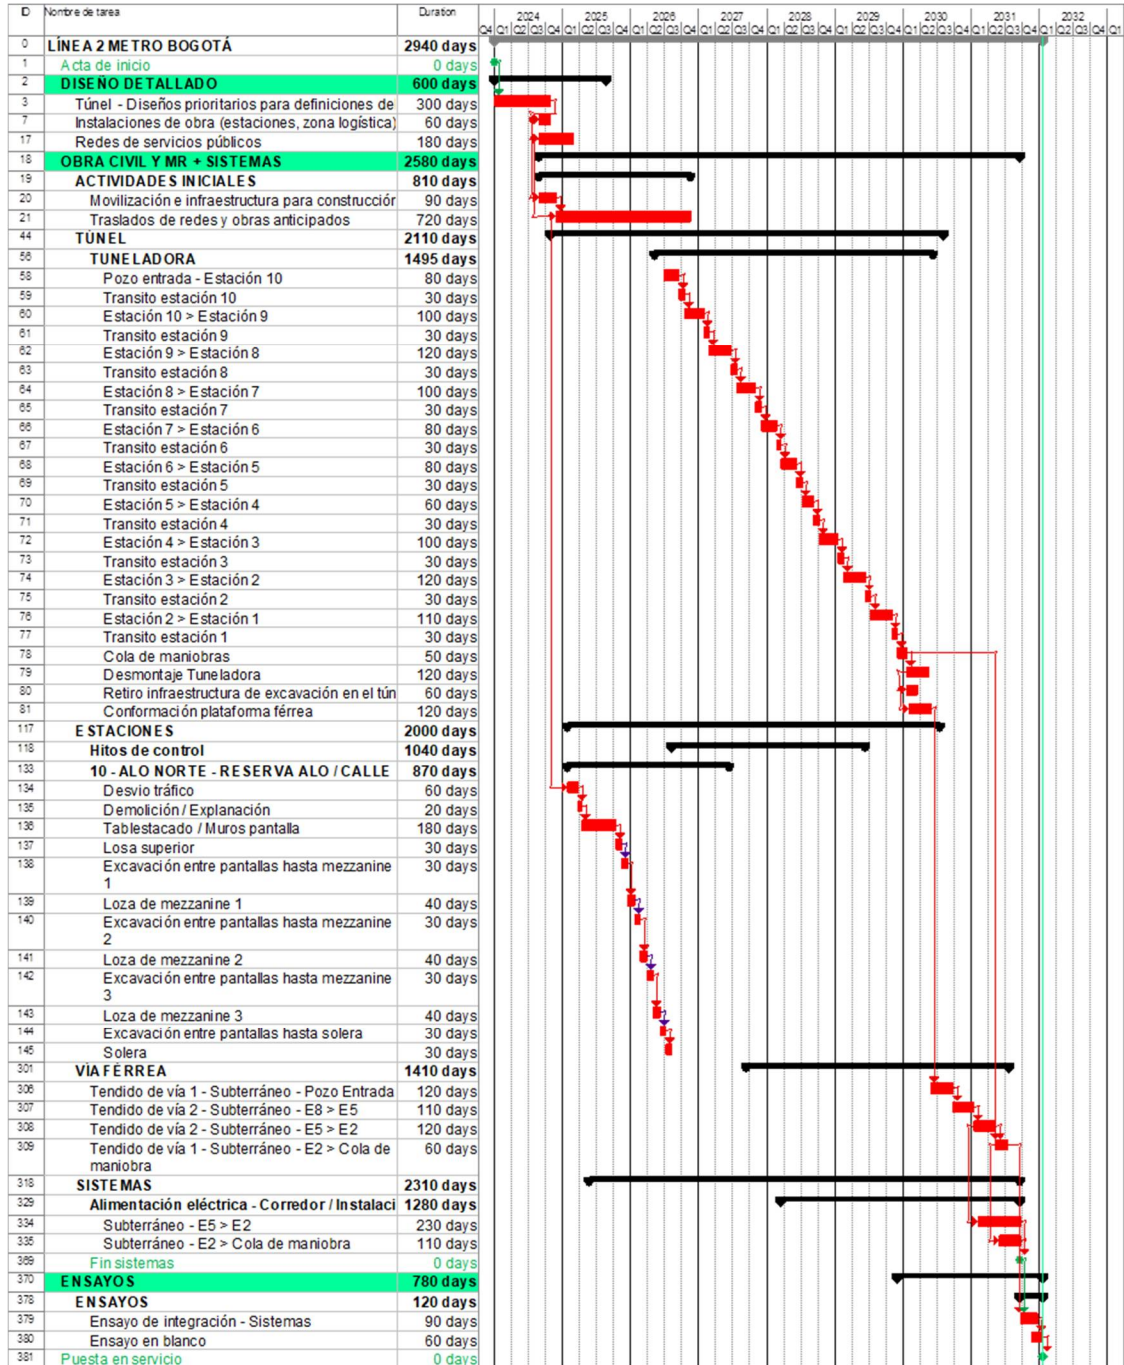 ID Nombre de tarea Duration 2024 2025 2026 2027 2028 2029 2030 2031 2032
Q4 Q1 Q2 Q3 Q4 Q1 Q2 Q3 Q4 Q1 Q2 Q3 Q4 Q1 Q2 Q3 Q4 Q1 Q2 Q3 Q4 Q1 Q2 Q3 Q4 Q1 Q2 Q3 Q4 Q1 Q2 Q3 Q4 Q1 Q2 Q3 Q4 Q1
0 LÍNEA 2 METRO BOGOTÁ 2940 days
1 Acta de inicio 0 days
2 DISEÑO DETALLADO 600 days
3 Túnel - Diseños prioritarios para definiciones de 300 days
7 Instalaciones de obra (estaciones, zona logística) 60 days
17 Redes de servicios públicos 180 days
18 OBRA CIVIL Y MR + SISTEMAS 2580 days
19 ACTIVIDADES INICIALES 810 days
20 Movilización e infraestructura para construcción 90 days
21 Traslados de redes y obras anticipados 720 days
44 TÚNEL 2110 days
56 TUNELADORA 1495 days
58 Pozo entrada - Estación 10 80 days
59 Transito estación 10 30 days
60 Estación 10 > Estación 9 100 days
61 Transito estación 9 30 days
62 Estación 9 > Estación 8 120 days
63 Transito estación 8 30 days
64 Estación 8 > Estación 7 100 days
65 Transito estación 7 30 days
66 Estación 7 > Estación 6 80 days
67 Transito estación 6 30 days
68 Estación 6 > Estación 5 80 days
69 Transito estación 5 30 days
70 Estación 5 > Estación 4 60 days
71 Transito estación 4 30 days
72 Estación 4 > Estación 3 100 days
73 Transito estación 3 30 days
74 Estación 3 > Estación 2 120 days
75 Transito estación 2 30 days
76 Estación 2 > Estación 1 110 days
77 Transito estación 1 30 days
78 Cola de maniobras 50 days
79 Desmontaje Tuneladora 120 days
80 Retiro infraestructura de excavación en el tún 60 days
81 Conformación plataforma férrea 120 days
117 ESTACIONES 2000 days
118 Hitos de control 1040 days
133 10 - ALO NORTE - RESERVA ALO / CALLE 870 days
134 Desvio tráfico 60 days
135 Demolición / Explanación 20 days
136 Tablestacado / Muros pantalla 180 days
137 Losa superior 30 days
138 Excavación entre pantallas hasta mezzanine 30 days
1
139 Loza de mezzanine 1 40 days
140 Excavación entre pantallas hasta mezzanine 30 days
2
141 Loza de mezzanine 2 40 days
142 Excavación entre pantallas hasta mezzanine 30 days
3
143 Loza de mezzanine 3 40 days
144 Excavación entre pantallas hasta solera 30 days
145 Solera 30 days
301 VÍA FÉRREA 1410 days
306 Tendido de vía 1 - Subterráneo - Pozo Entrada 120 days
307 Tendido de vía 2 - Subterráneo - E8 > E5 110 days
308 Tendido de vía 2 - Subterráneo - E5 > E2 120 days
309 Tendido de vía 1 - Subterráneo - E2 > Cola de 60 days
maniobra
318 SISTEMAS 2310 days
329 Alimentación eléctrica - Corredor / Instalaci 1280 days
334 Subterráneo - E5 > E2 230 days
335 Subterráneo - E2 > Cola de maniobra 110 days
369 Fin sistemas 0 days
370 ENSAYOS 780 days
378 ENSAYOS 120 days
379 Ensayo de integración - Sistemas 90 days
380 Ensayo en blanco 60 days
381 Puesta en servicio 0 days